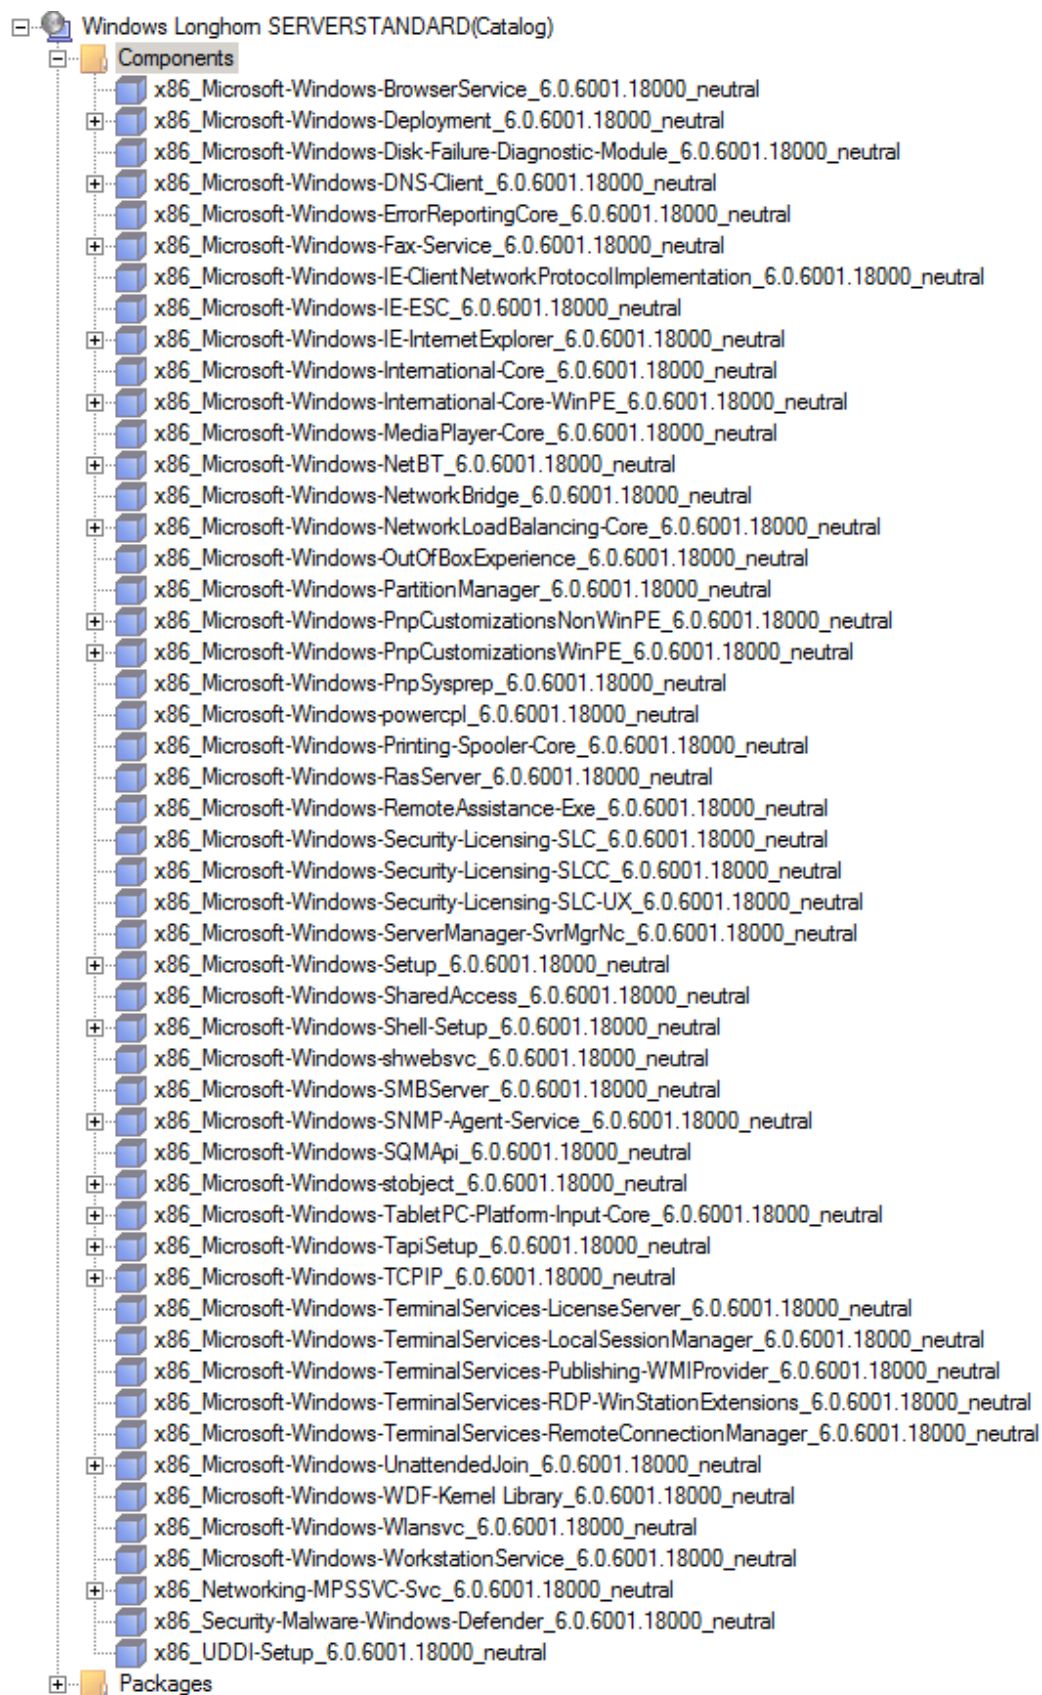 Windows Longhorn SERVERSTANDARD(Catalog)
Components
x86_Microsoft-Windows-BrowserService_6.0.6001.18000_neutral
x86_Microsoft-Windows-Deployment_6.0.6001.18000_neutral
x86_Microsoft-Windows-Disk-Failure-Diagnostic-Module_6.0.6001.18000_neutral
x86_Microsoft-Windows-DNS-Client_6.0.6001.18000_neutral
x86_Microsoft-Windows-ErrorReportingCore_6.0.6001.18000_neutral
x86_Microsoft-Windows-Fax-Service_6.0.6001.18000_neutral
x86_Microsoft-Windows-IE-ClientNetworkProtocolImplementation_6.0.6001.18000_neutral
x86_Microsoft-Windows-IE-ESC_6.0.6001.18000_neutral
x86_Microsoft-Windows-IE-InternetExplorer_6.0.6001.18000_neutral
x86_Microsoft-Windows-International-Core_6.0.6001.18000_neutral
x86_Microsoft-Windows-International-Core-WinPE_6.0.6001.18000_neutral
x86_Microsoft-Windows-MediaPlayer-Core_6.0.6001.18000_neutral
x86_Microsoft-Windows-NetBT_6.0.6001.18000_neutral
x86_Microsoft-Windows-NetworkBridge_6.0.6001.18000_neutral
x86_Microsoft-Windows-NetworkLoadBalancing-Core_6.0.6001.18000_neutral
x86_Microsoft-Windows-OutOfBoxExperience_6.0.6001.18000_neutral
x86_Microsoft-Windows-PartitionManager_6.0.6001.18000_neutral
x86_Microsoft-Windows-PnpCustomizationsNonWinPE_6.0.6001.18000_neutral
x86_Microsoft-Windows-PnpCustomizationsWinPE_6.0.6001.18000_neutral
x86_Microsoft-Windows-PnpSysprep_6.0.6001.18000_neutral
x86_Microsoft-Windows-powercpl_6.0.6001.18000_neutral
x86_Microsoft-Windows-Printing-Spooler-Core_6.0.6001.18000_neutral
x86_Microsoft-Windows-RasServer_6.0.6001.18000_neutral
x86_Microsoft-Windows-RemoteAssistance-Exe_6.0.6001.18000_neutral
x86_Microsoft-Windows-Security-Licensing-SLC_6.0.6001.18000_neutral
x86_Microsoft-Windows-Security-Licensing-SLCC_6.0.6001.18000_neutral
x86_Microsoft-Windows-Security-Licensing-SLC-UX_6.0.6001.18000_neutral
x86_Microsoft-Windows-ServerManager-SvrMgrNc_6.0.6001.18000_neutral
x86_Microsoft-Windows-Setup_6.0.6001.18000_neutral
x86_Microsoft-Windows-SharedAccess_6.0.6001.18000_neutral
x86_Microsoft-Windows-Shell-Setup_6.0.6001.18000_neutral
x86_Microsoft-Windows-shwebsvc_6.0.6001.18000_neutral
x86_Microsoft-Windows-SMBServer_6.0.6001.18000_neutral
x86_Microsoft-Windows-SNMP-Agent-Service_6.0.6001.18000_neutral
x86_Microsoft-Windows-SQMApi_6.0.6001.18000_neutral
x86_Microsoft-Windows-stobject_6.0.6001.18000_neutral
x86_Microsoft-Windows-TabletPC-Platform-Input-Core_6.0.6001.18000_neutral
x86_Microsoft-Windows-TapiSetup_6.0.6001.18000_neutral
x86_Microsoft-Windows-TCPIP_6.0.6001.18000_neutral
x86_Microsoft-Windows-TerminalServices-LicenseServer_6.0.6001.18000_neutral
x86_Microsoft-Windows-TerminalServices-LocalSessionManager_6.0.6001.18000_neutral
x86_Microsoft-Windows-TerminalServices-Publishing-WMIProvider_6.0.6001.18000_neutral
x86_Microsoft-Windows-TerminalServices-RDP-WinStationExtensions_6.0.6001.18000_neutral
x86_Microsoft-Windows-TerminalServices-RemoteConnectionManager_6.0.6001.18000_neutral
x86_Microsoft-Windows-UnattendedJoin_6.0.6001.18000_neutral
x86_Microsoft-Windows-WDF-Kernel Library_6.0.6001.18000_neutral
x86_Microsoft-Windows-Wlansvc_6.0.6001.18000_neutral
x86_Microsoft-Windows-WorkstationService_6.0.6001.18000_neutral
x86_Networking-MPSSVC-Svc_6.0.6001.18000_neutral
x86_Security-Malware-Windows-Defender_6.0.6001.18000_neutral
x86_UDDI-Setup_6.0.6001.18000_neutral
Packages